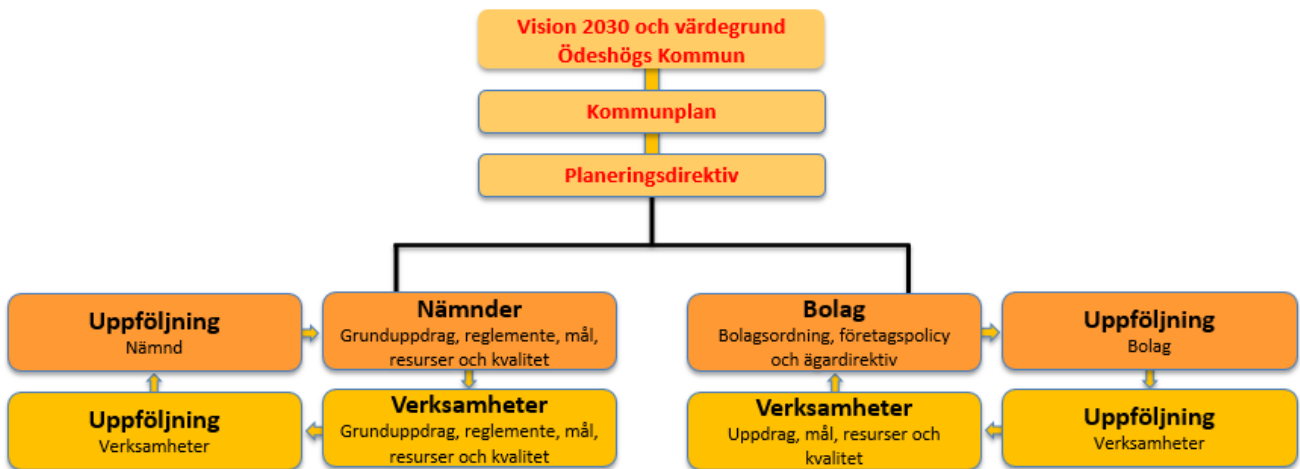 Vision 2030 och värdegrund
Ödeshögs Kommun
Kommunplan
Planeringsdirektiv
Uppföljning
Nämnd
Nämnder
Grunduppdrag, reglemente, mål,
resurser och kvalitet
Bolag
Bolagsordning, företagspolicy
och ägardirektiv
Uppföljning
Bolag
Uppföljning
Verksamheter
Verksamheter
Grunduppdrag, reglemente, mål,
resurser och kvalitet
Verksamheter
Uppdrag, mål, resurser och
kvalitet
Uppföljning
Verksamheter